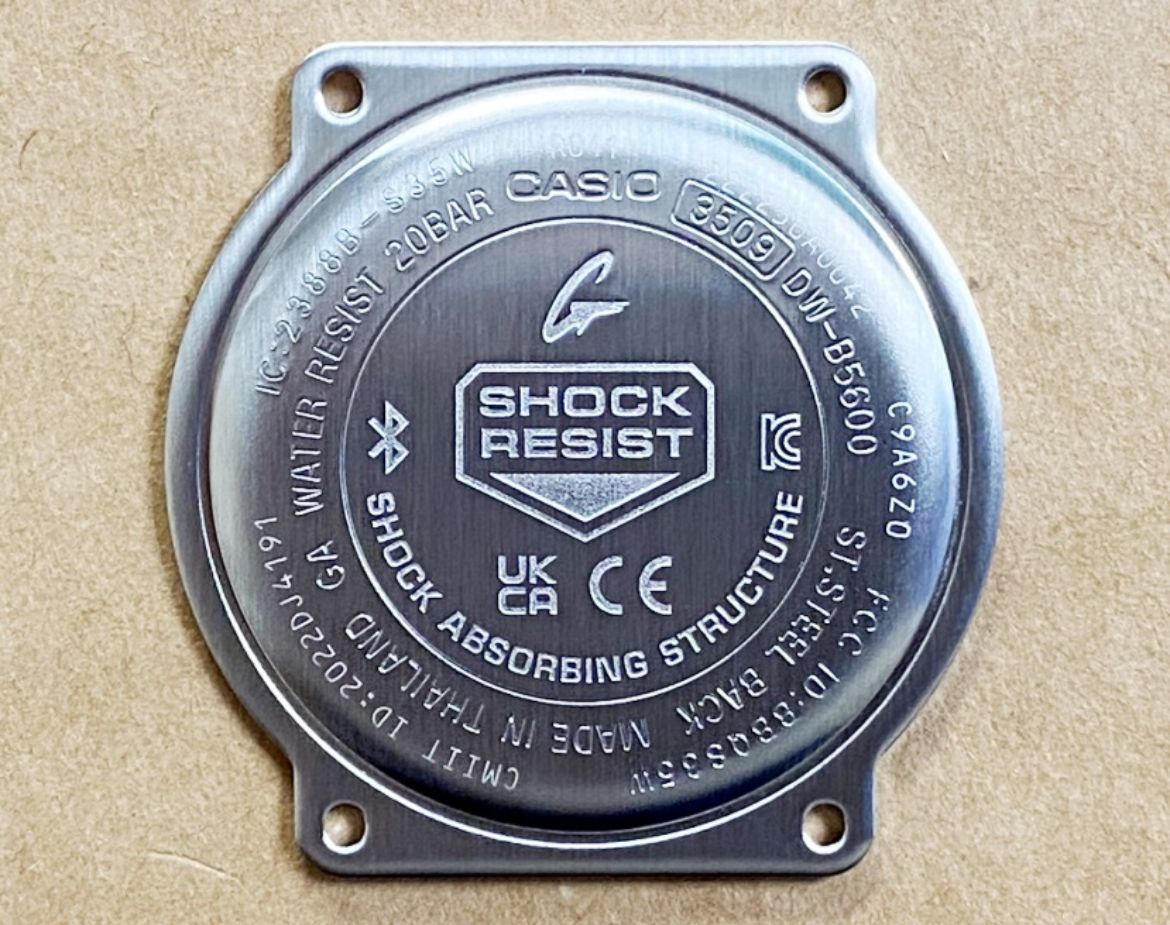 IC:2388B-S35W
CASIO
3509
DW-B5600
C9A6Z0
ST.STEEL BACK
FCC ID:BBQS35W
MADE IN THAILAND GA
CMIIT ID:2022DJ4191
WATER RESIST 20BAR
G
SHOCK
RESIST
SHOCK ABSORBING STRUCTURE
UK
CA
CE